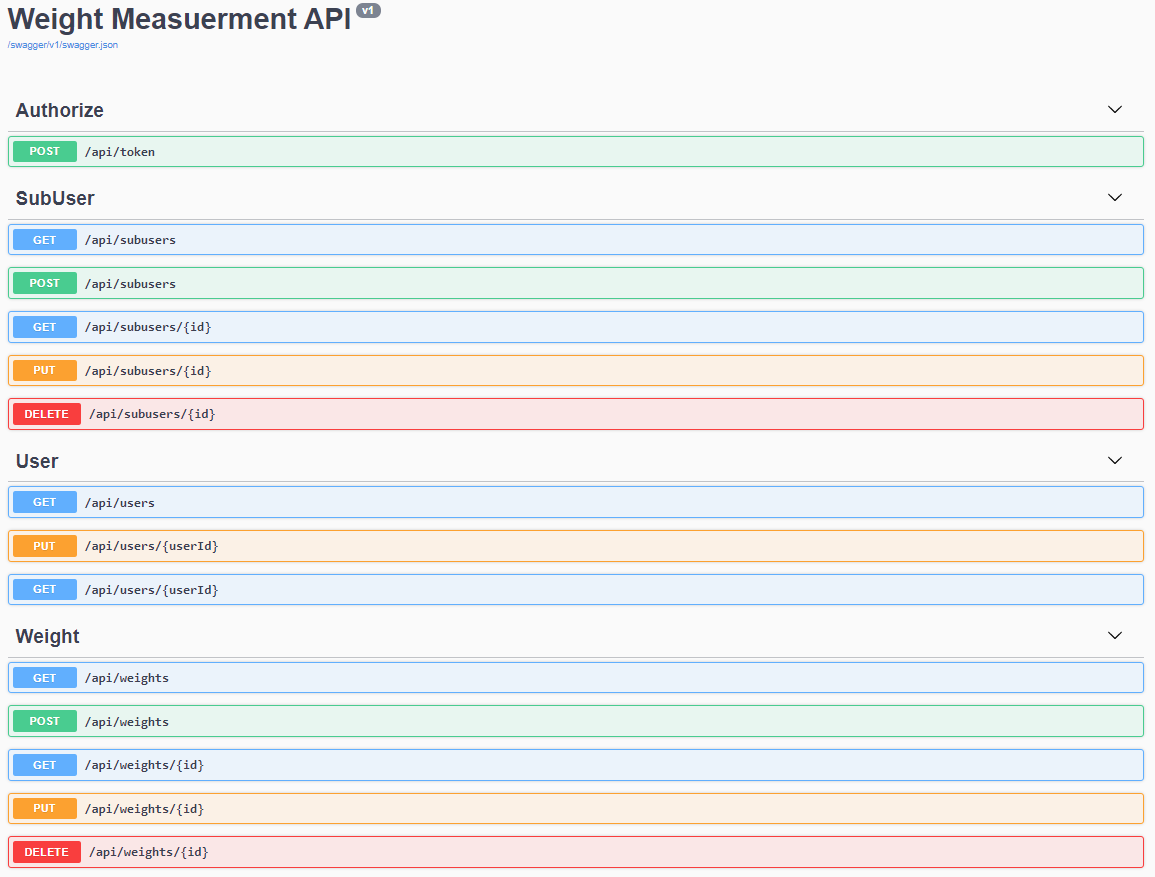 Weight Measuerment API v1
/swagger/v1/swagger.json
Authorize
POST /api/token
SubUser
GET /api/subusers
POST /api/subusers
GET /api/subusers/{id}
PUT /api/subusers/{id}
DELETE /api/subusers/{id}
User
GET /api/users
PUT /api/users/{userId}
GET /api/users/{userId}
Weight
GET /api/weights
POST /api/weights
GET /api/weights/{id}
PUT /api/weights/{id}
DELETE /api/weights/{id}